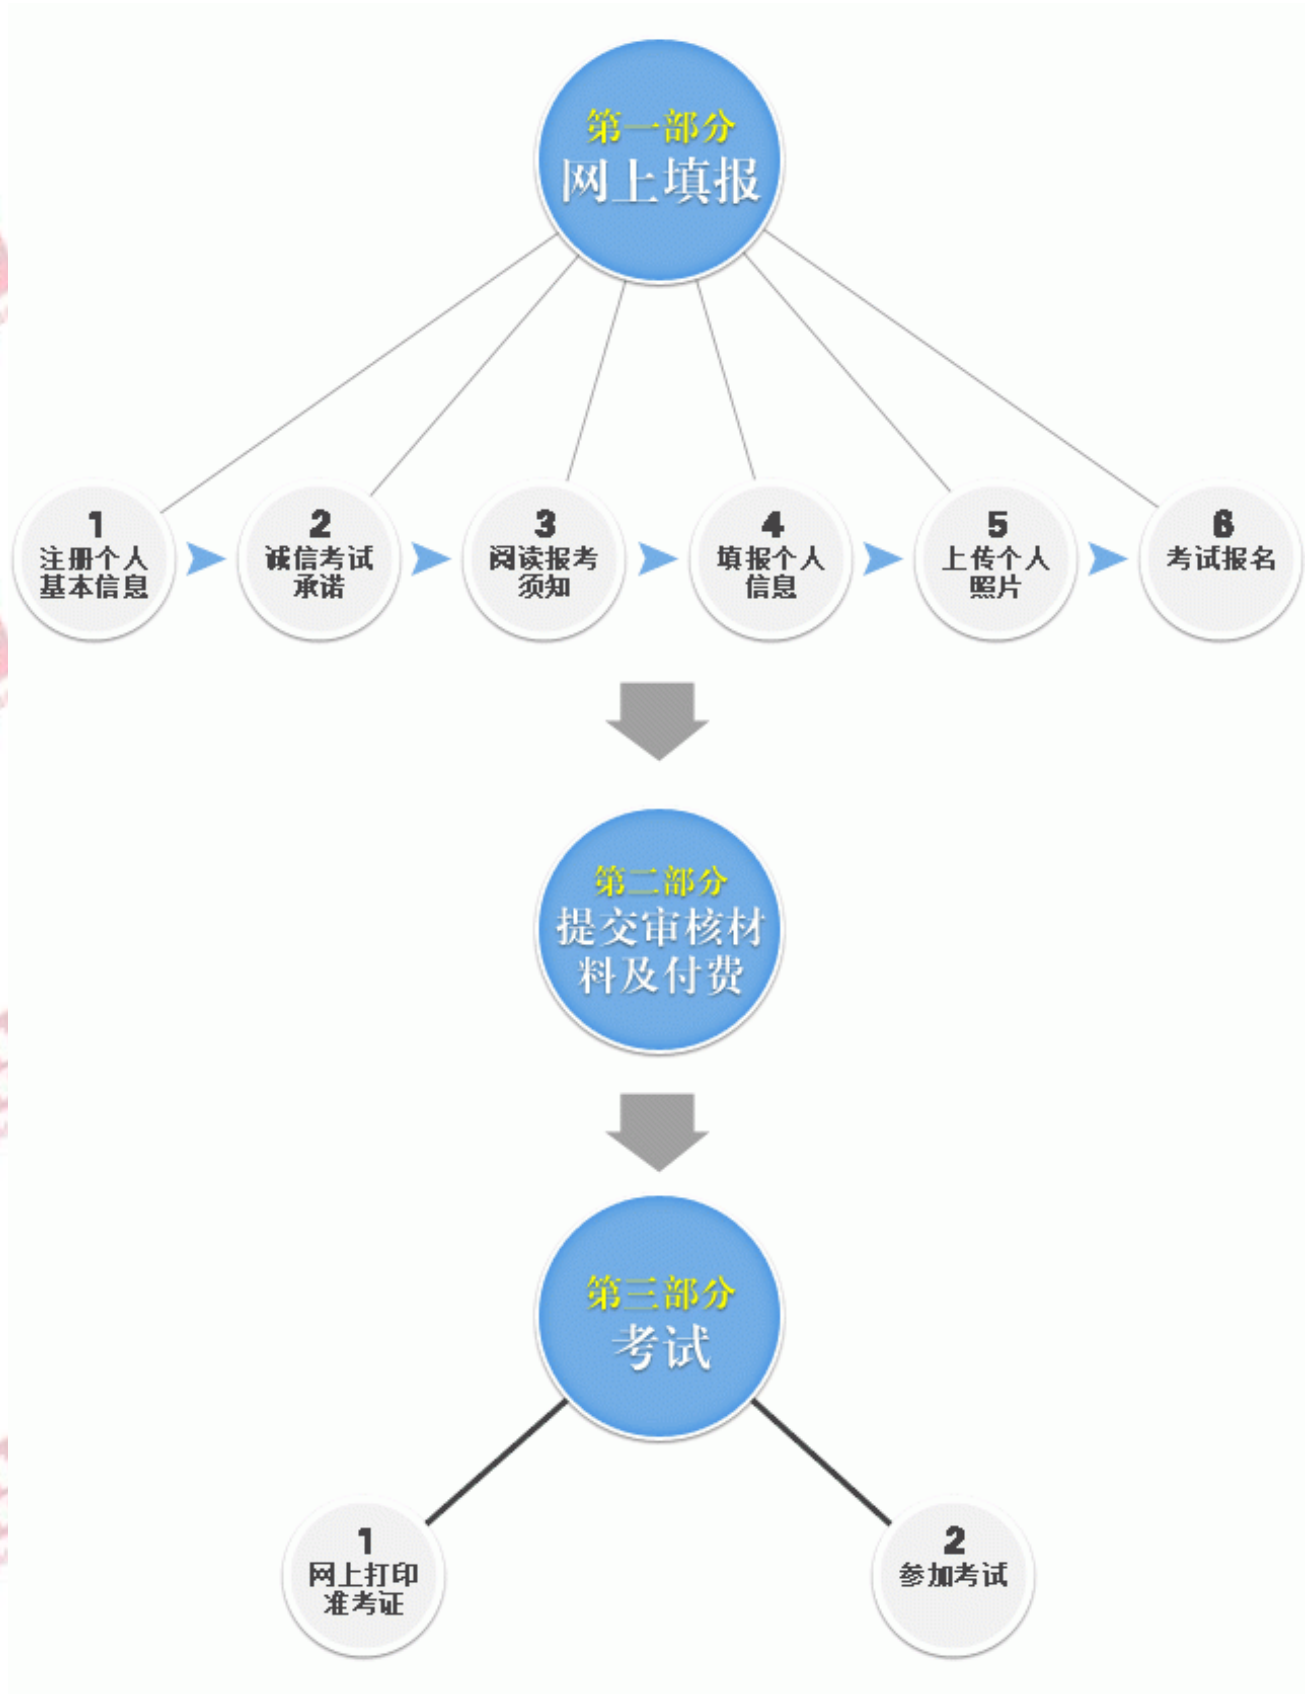 第一部分
网上填报
1
注册个人
基本信息
2
诚信考试
承诺
3
阅读报考
须知
4
填报个人
信息
5
上传个人
照片
6
考试报名
第二部分
提交审核材
料及付费
第三部分
考试
1
网上打印
准考证
2
参加考试